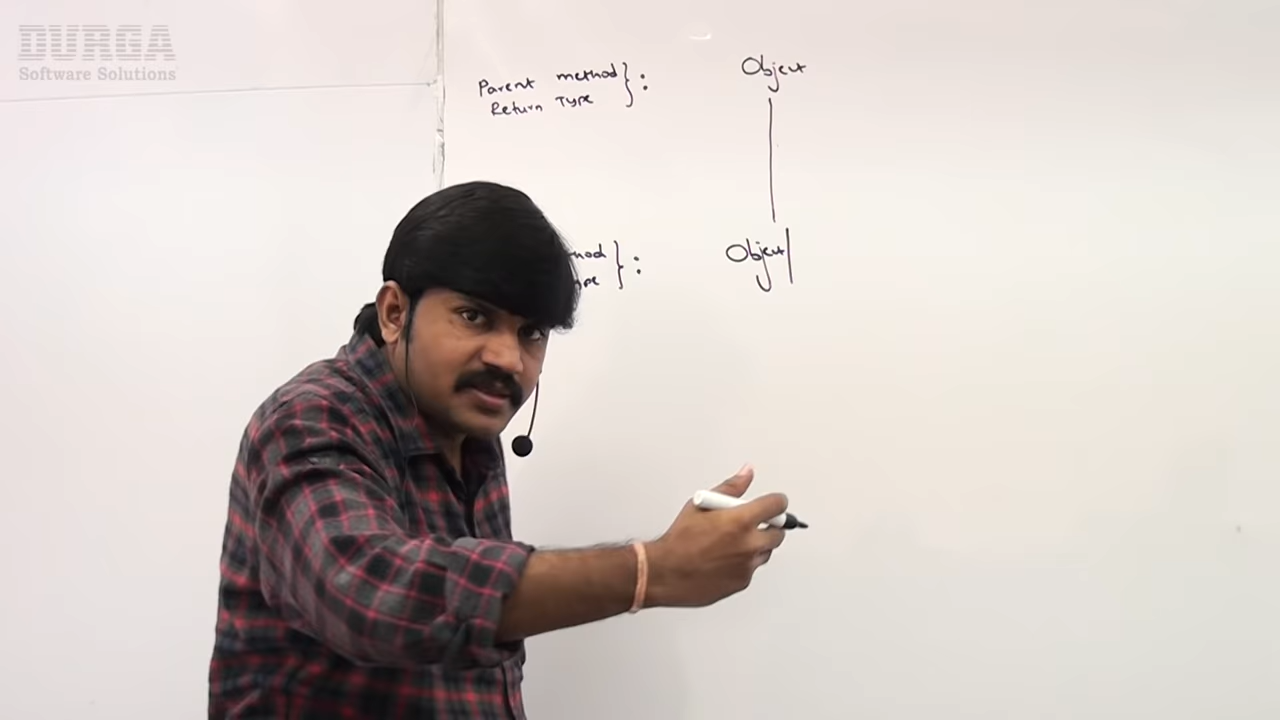 DURGA
Software Solutions
Parent method } :
Return Type
Object
} :
Object